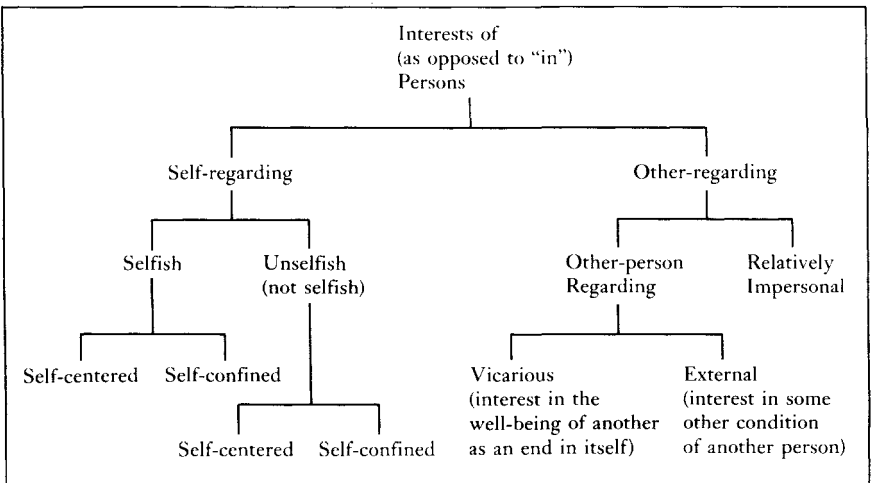 Interests of
(as opposed to “in”)
Persons
Self-regarding
Other-regarding
Selfish
Unselfish
(not selfish)
Other-person
Regarding
Relatively
Impersonal
Self-centered
Self-confined
Vicarious
(interest in the
well-being of another
as an end in itself)
External
(interest in some
other condition
of another person)
Self-centered
Self-confined